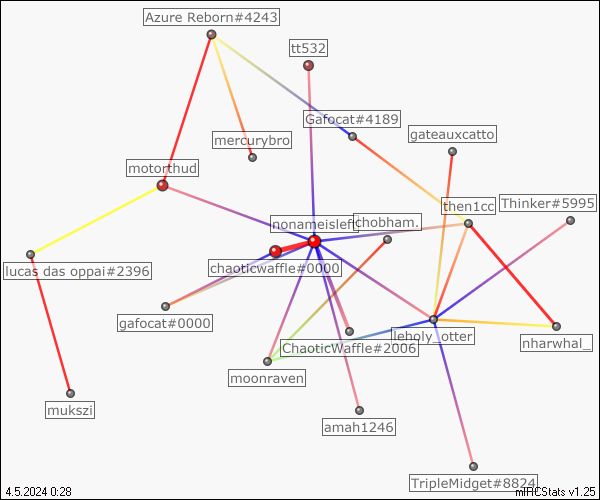 Azure Reborn#4243
tt532
Gafocat#4189
gateauxcatto
mercurybro
motorthud
then1cc
Thinker#5995
nonameisleft
chobham.
lucas das oppai#2396
chaoticwaffle#0000
gafocat#0000
leholy_otter
nharwhal_
ChaoticWaffle#2006
moonraven
mukszi
amah1246
TripleMidget#8824
4.5.2024 0:28
mIRCStats v1.25